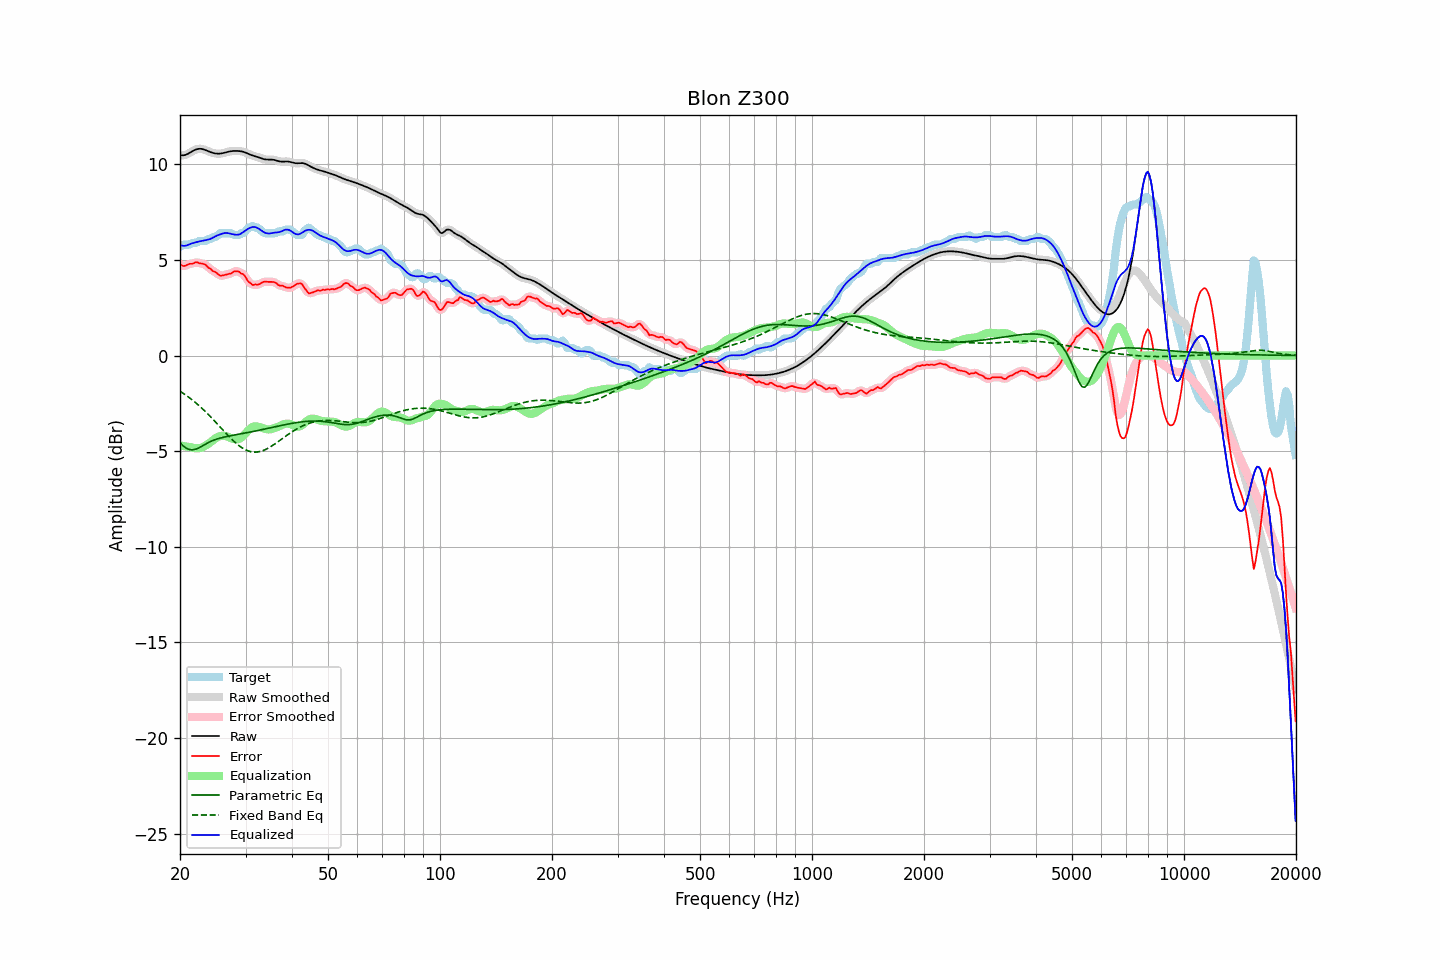 Blon Z300
Amplitude (dBr)
10
5
0
−5
−10
−15
−20
−25
Target
Raw Smoothed
Error Smoothed
Raw
Error
Equalization
Parametric Eq
Fixed Band Eq
Equalized
20 50 100 200 500 1000 2000 5000 10000 20000
Frequency (Hz)